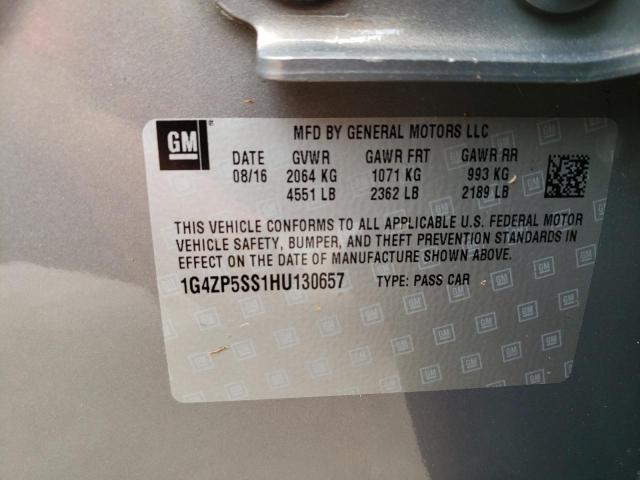 GM
MFD BY GENERAL MOTORS LLC
DATE GVWR GAWR FRT GAWR RR
08/16 2064 KG 1071 KG 993 KG
4551 LB 2362 LB 2189 LB
THIS VEHICLE CONFORMS TO ALL APPLICABLE U.S. FEDERAL MOTOR
VEHICLE SAFETY, BUMPER, AND THEFT PREVENTION STANDARDS IN
EFFECT ON THE DATE OF MANUFACTURE SHOWN ABOVE.
1G4ZP5SS1HU130657 TYPE: PASS CAR